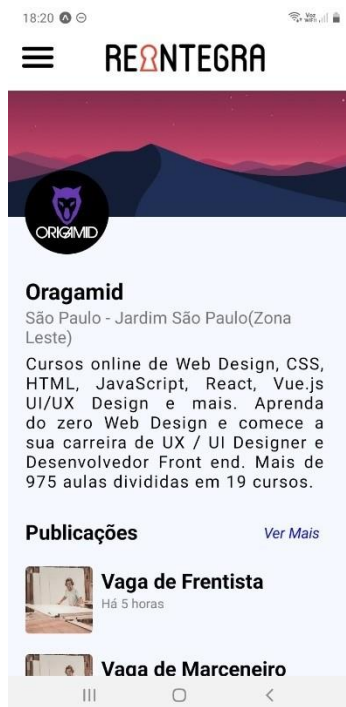 18:20
REINTEGRA
ORIGAMID
Oragamid
São Paulo - Jardim São Paulo(Zona
Leste)
Cursos online de Web Design, CSS,
HTML, JavaScript, React, Vue.js
UI/UX Design e mais. Aprenda
do zero Web Design e comece a
sua carreira de UX / UI Designer e
Desenvolvedor Front end. Mais de
975 aulas divididas em 19 cursos.
Publicações Ver Mais
Vaga de Frentista
Há 5 horas
Vaga de Marceneiro